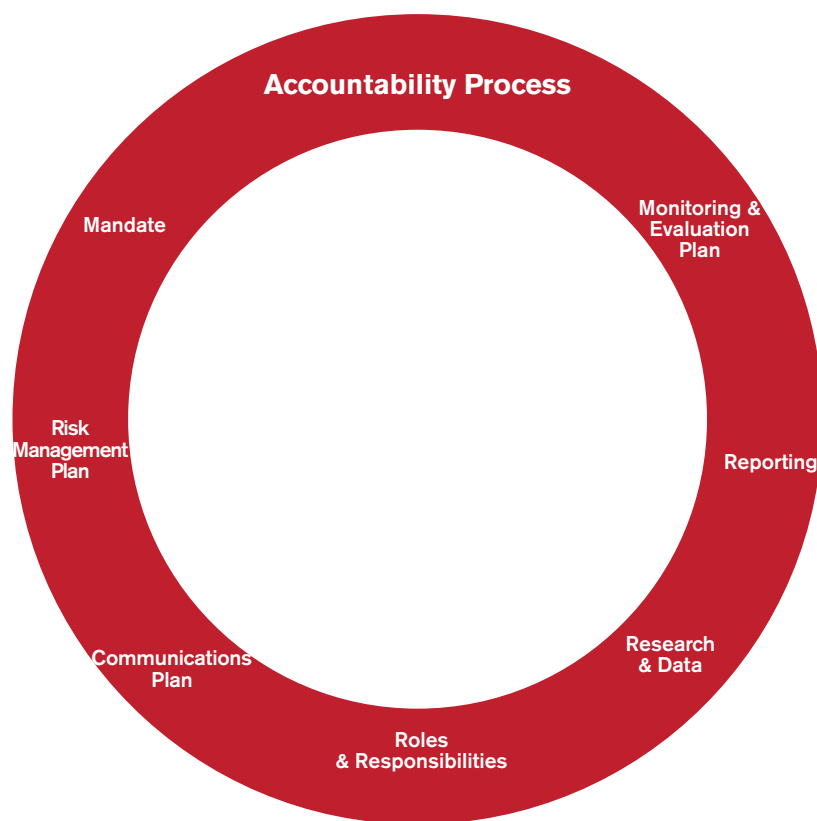 Accountability Process
Mandate
Monitoring &
Evaluation
Plan
Risk
Management
Plan
Reporting
Communications
Plan
Research
& Data
Roles
& Responsibilities